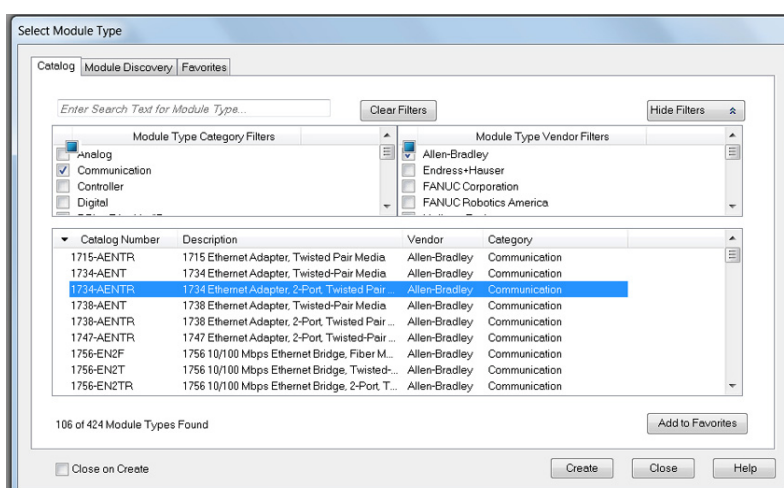 Select Module Type
Catalog Module Discovery Favorites
Enter Search Text for Module Type... Clear Filters Hide Filters
Module Type Category Filters Module Type Vendor Filters
Analog Allen-Bradley
Communication Endress+Hauser
Controller FANUC Corporation
Digital FANUC Robotics America
Catalog Number Description Vendor Category
1715-AENTR 1715 Ethernet Adapter, Twisted Pair Media Allen-Bradley Communication
1734-AENT 1734 Ethernet Adapter, Twisted-Pair Media Allen-Bradley Communication
1734-AENTR 1734 Ethernet Adapter, 2-Port, Twisted Pair ... Allen-Bradley Communication
1738-AENT 1738 Ethernet Adapter, Twisted-Pair Media Allen-Bradley Communication
1738-AENTR 1738 Ethernet Adapter, 2-Port, Twisted Pair ... Allen-Bradley Communication
1747-AENTR 1747 Ethernet Adapter, 2-Port, Twisted-Pair ... Allen-Bradley Communication
1756-EN2F 1756 10/100 Mbps Ethernet Bridge, Fiber M... Allen-Bradley Communication
1756-EN2T 1756 10/100 Mbps Ethernet Bridge, Twisted-... Allen-Bradley Communication
1756-EN2TR 1756 10/100 Mbps Ethernet Bridge, 2-Port, T... Allen-Bradley Communication
106 of 424 Module Types Found Add to Favorites
Close on Create Create Close Help